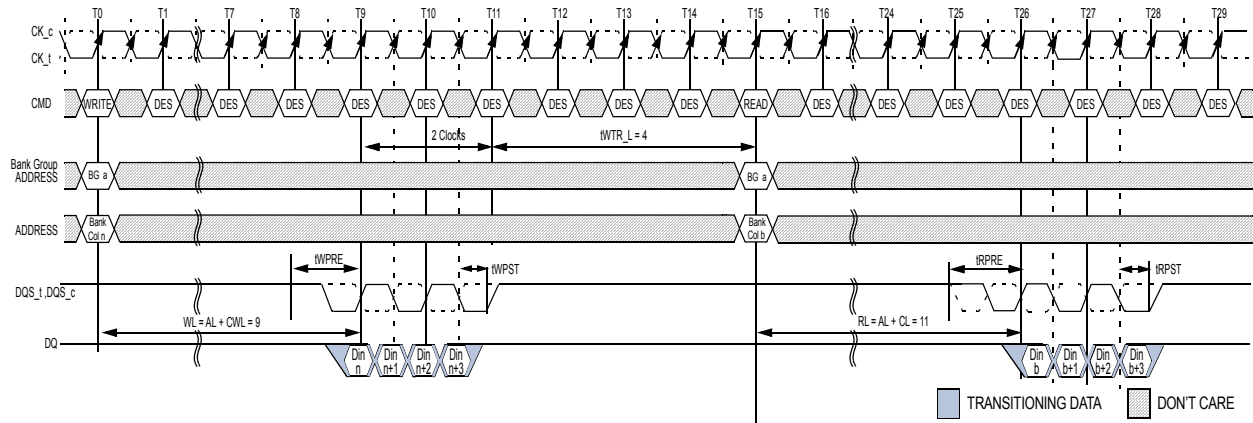 T0 T1 T7 T8 T9 T10 T11 T12 T13 T14 T15 T16 T24 T25 T26 T27 T28 T29
CK_c
CK_t
CMD WRITE DES DES DES DES DES DES DES DES DES READ DES DES DES DES DES DES DES
2 Clocks tWTR_L = 4
Bank Group
ADDRESS BG a BG a
ADDRESS Bank
Col n Bank
Col b
tWPRE tWPST tRPRE tRPST
DQS_t ,DQS_c
WL = AL + CWL = 9 RL = AL + CL = 11
DQ Din
n Din
n+1 Din
n+2 Din
n+3 Din
b Din
b+1 Din
b+2 Din
b+3
TRANSITIONING DATA DON'T CARE